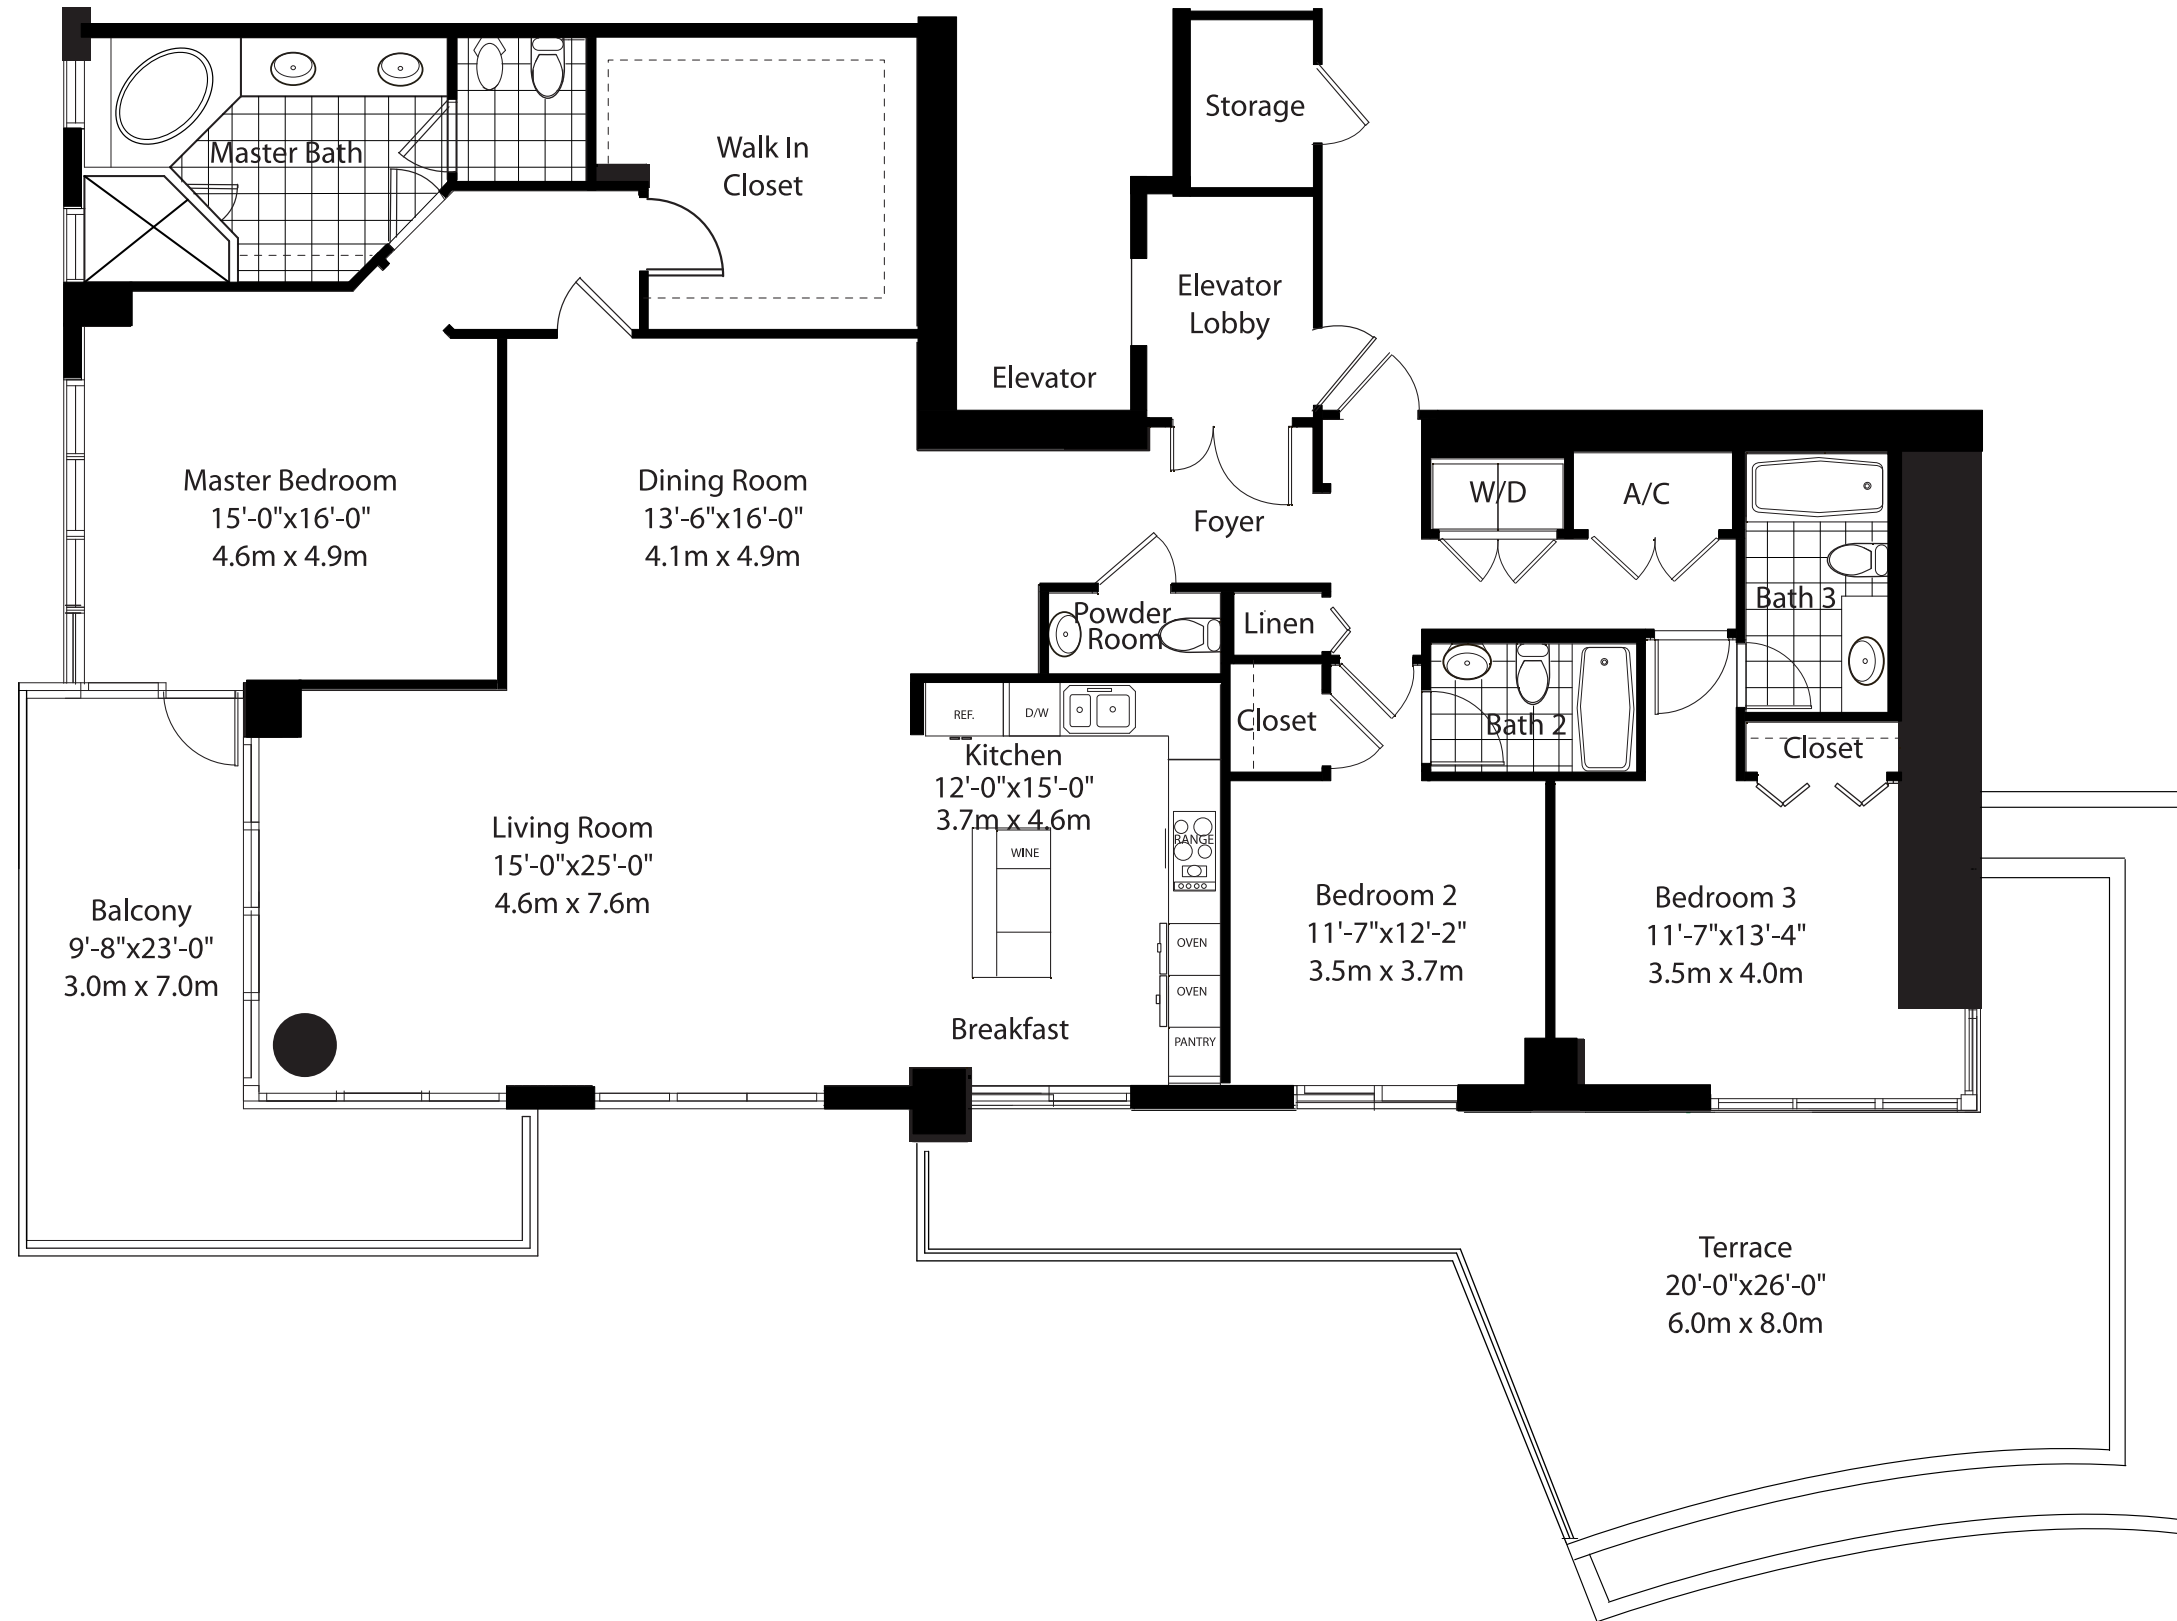 Storage
Master Bath
Walk In
Closet
Elevator
Lobby
Elevator
Master Bedroom
15'-0"x16'-0"
4.6m x 4.9m
Dining Room
13'-6"x16'-0"
4.1m x 4.9m
Foyer
W/D
A/C
Bath 3
Powder
Room
Linen
Closet
Bath 2
Closet
REF.
D/W
Kitchen
12'-0"x15'-0"
3.7m x 4.6m
WINE
RANGE
OVEN
OVEN
PANTRY
Breakfast
Living Room
15'-0"x25'-0"
4.6m x 7.6m
Balcony
9'-8"x23'-0"
3.0m x 7.0m
Bedroom 2
11'-7"x12'-2"
3.5m x 3.7m
Bedroom 3
11'-7"x13'-4"
3.5m x 4.0m
Terrace
20'-0"x26'-0"
6.0m x 8.0m